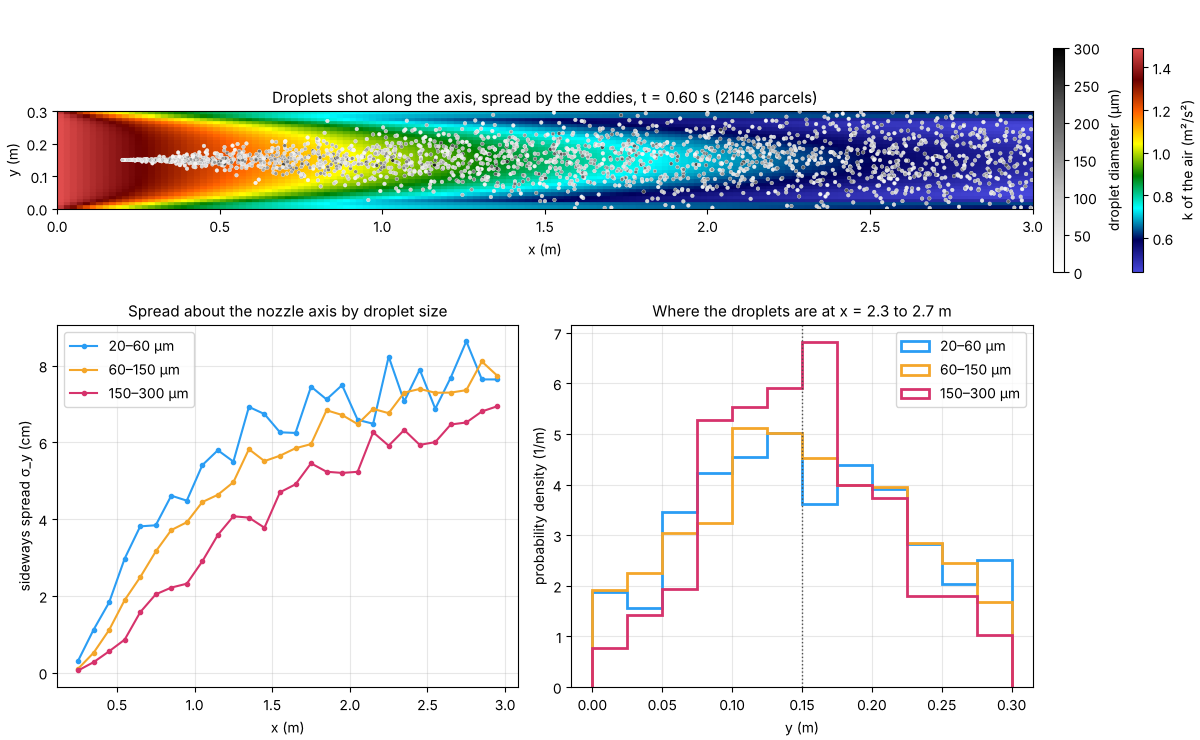 Droplets shot along the axis, spread by the eddies, t = 0.60 s (2146 parcels)
0.3
0.2
0.1
0.0
y (m)
0.0
0.5
1.0
1.5
2.0
2.5
3.0
x (m)
300
250
200
150
100
50
0
droplet diameter (µm)
1.4
1.2
1.0
0.8
0.6
k of the air (m²/s²)
Spread about the nozzle axis by droplet size
20–60 µm
60–150 µm
150–300 µm
8
6
4
2
0
sideways spread σ_y (cm)
0.5
1.0
1.5
2.0
2.5
3.0
x (m)
Where the droplets are at x = 2.3 to 2.7 m
20–60 µm
60–150 µm
150–300 µm
7
6
5
4
3
2
1
0
probability density (1/m)
0.00
0.05
0.10
0.15
0.20
0.25
0.30
y (m)